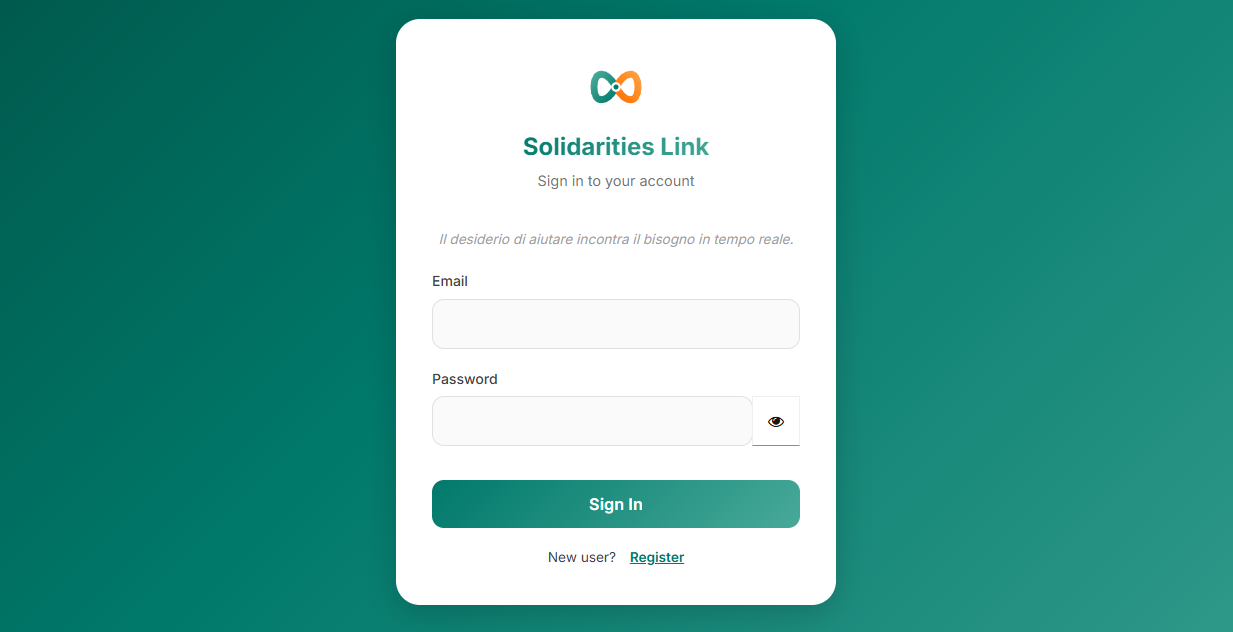 Solidarities Link
Sign in to your account
Il desiderio di aiutare incontra il bisogno in tempo reale.
Email
Password
Sign In
New user? Register